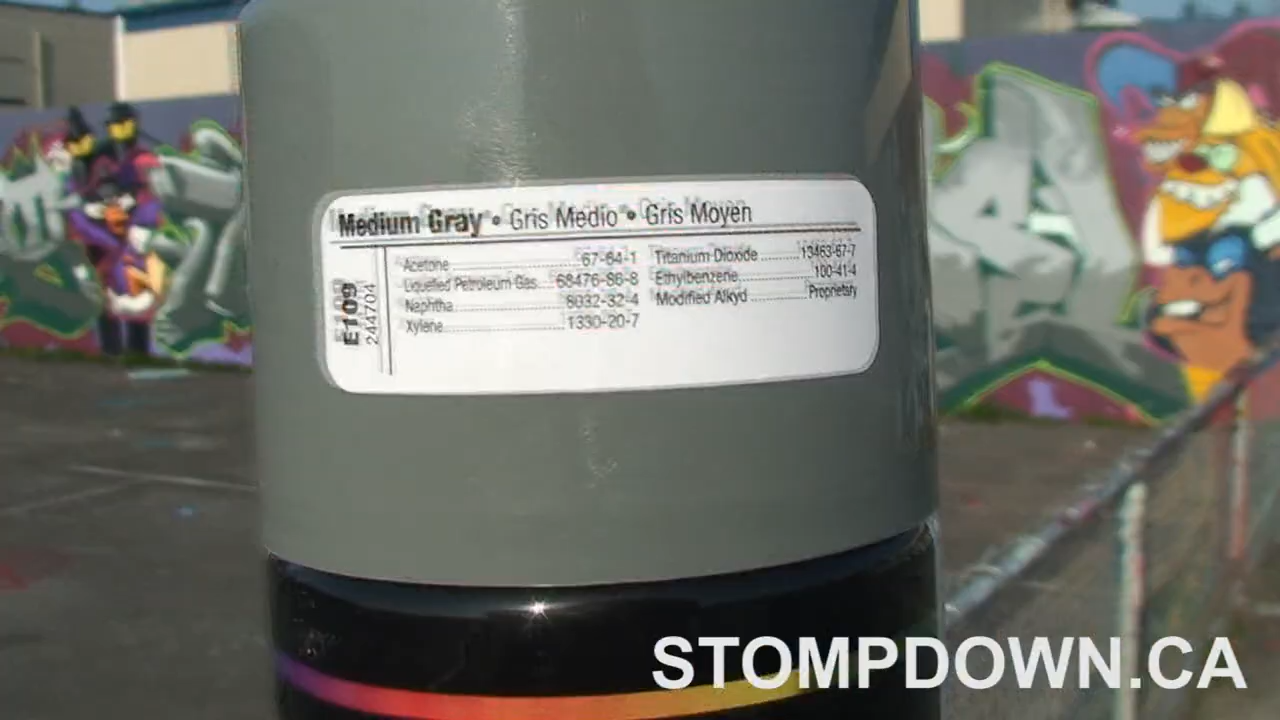 Medium Gray • Gris Medio • Gris Moyen
E109
244704
Acetone 67-64-1
Liquefied Petroleum Gas 68476-86-8
Naphtha 8032-32-4
Xylene 1330-20-7
Titanium Dioxide 13463-67-7
Ethylbenzene 100-41-4
Modified Alkyd Proprietary
STOMPDOWN.CA